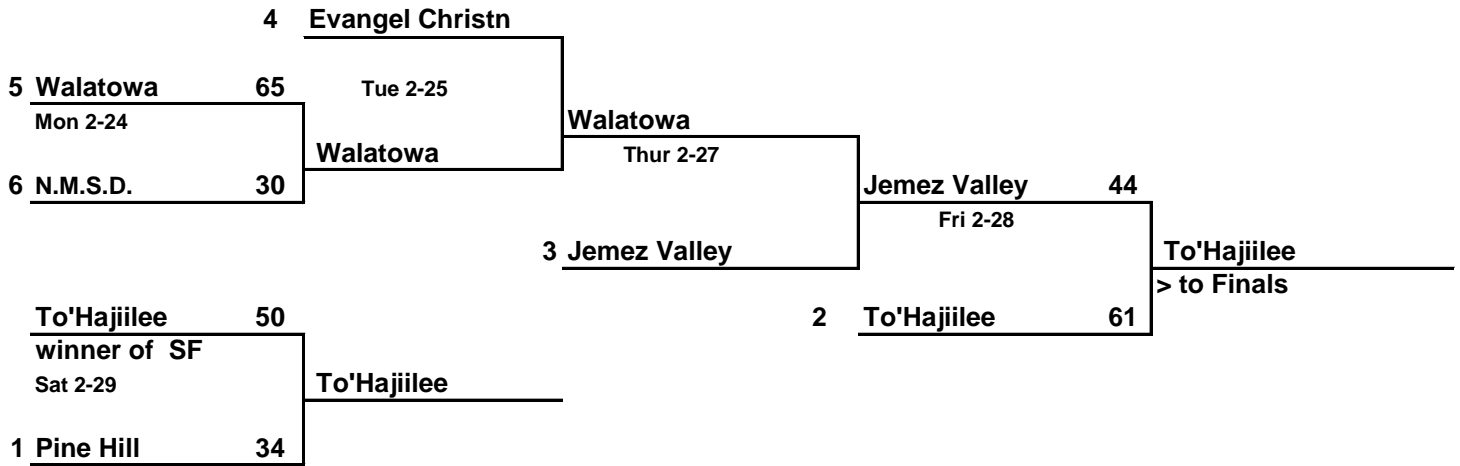 4 Evangel Christn
5 Walatowa 65
Tue 2-25
Mon 2-24
Walatowa
Walatowa
Thur 2-27
6 N.M.S.D. 30
Jemez Valley 44
Fri 2-28
3 Jemez Valley
To'Hajiilee
> to Finals
To'Hajiilee 50
2 To'Hajiilee 61
winner of SF
Sat 2-29
To'Hajiilee
1 Pine Hill 34